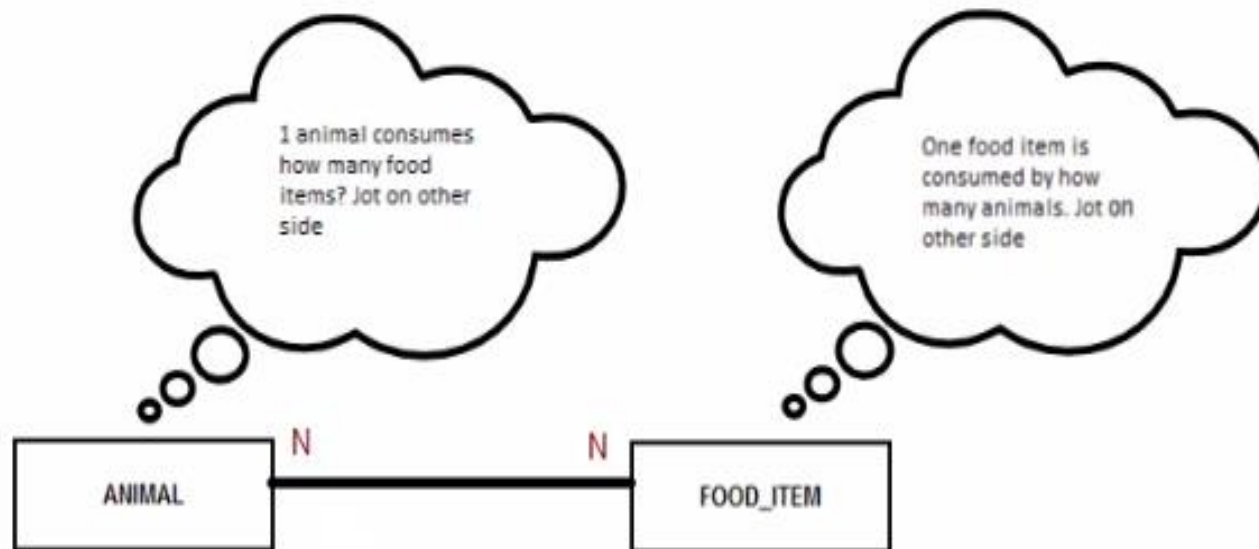 1 animal consumes
how many food
items? Jot on other
side
One food item is
consumed by how
many animals. Jot on
other side
N
N
ANIMAL
FOOD_ITEM